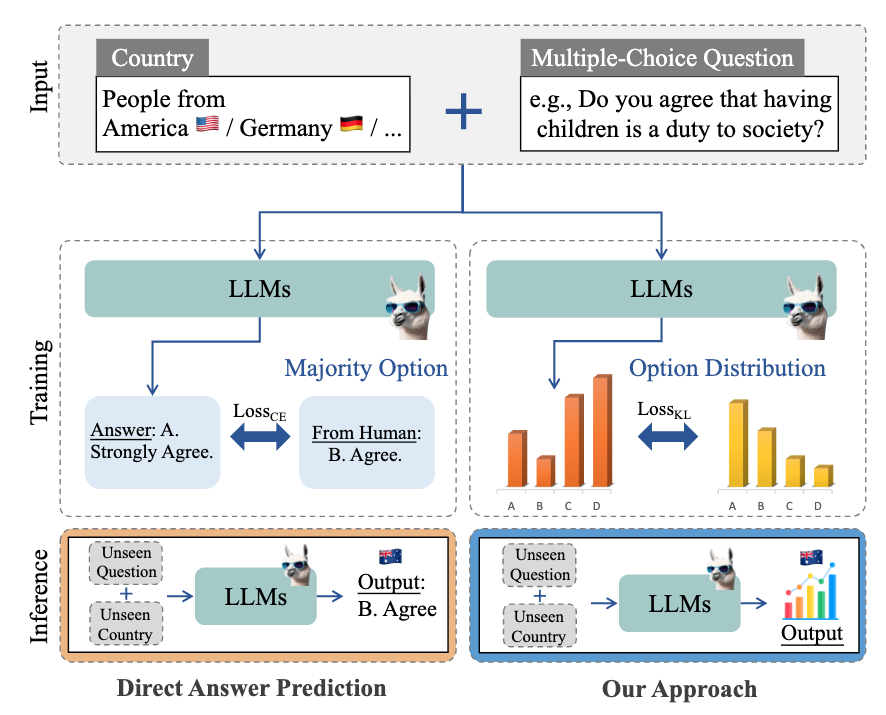 Input
Country
People from
America / Germany / ...
+
Multiple-Choice Question
e.g., Do you agree that having
children is a duty to society?
Training
LLMs
Majority Option
Answer: A.
Strongly Agree.
LossCE
From Human:
B. Agree.
LLMs
Option Distribution
A B C D
LossKL
A B C D
Inference
Unseen
Question
+
Unseen
Country
LLMs
Output:
B. Agree
Unseen
Question
+
Unseen
Country
LLMs
Output
Direct Answer Prediction
Our Approach